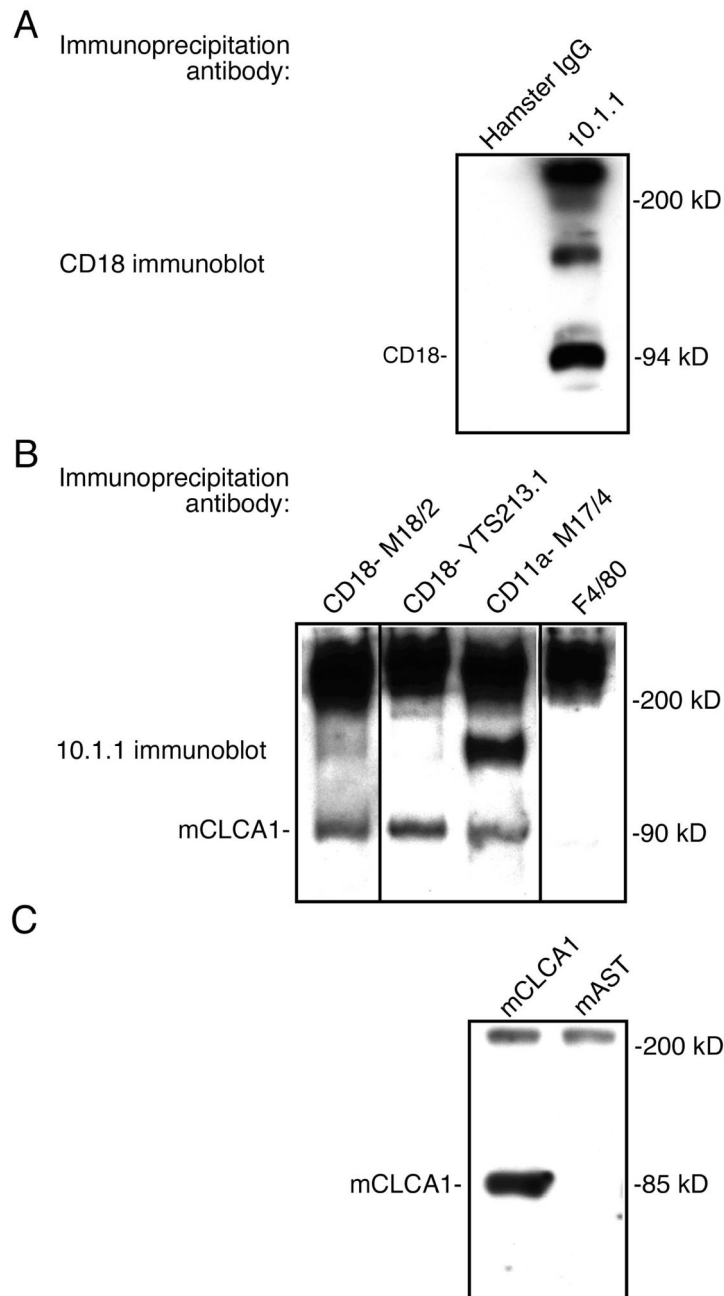 A
Immunoprecipitation
antibody:
Hamster IgG
10.1.1
-200 kD
CD18 immunoblot
CD18-
-94 kD
B
Immunoprecipitation
antibody:
CD18- M18/2
CD18- YTS213.1
CD11a- M17/4
F4/80
-200 kD
10.1.1 immunoblot
mCLCA1-
-90 kD
C
mCLCA1
mAST
-200 kD
mCLCA1-
-85 kD